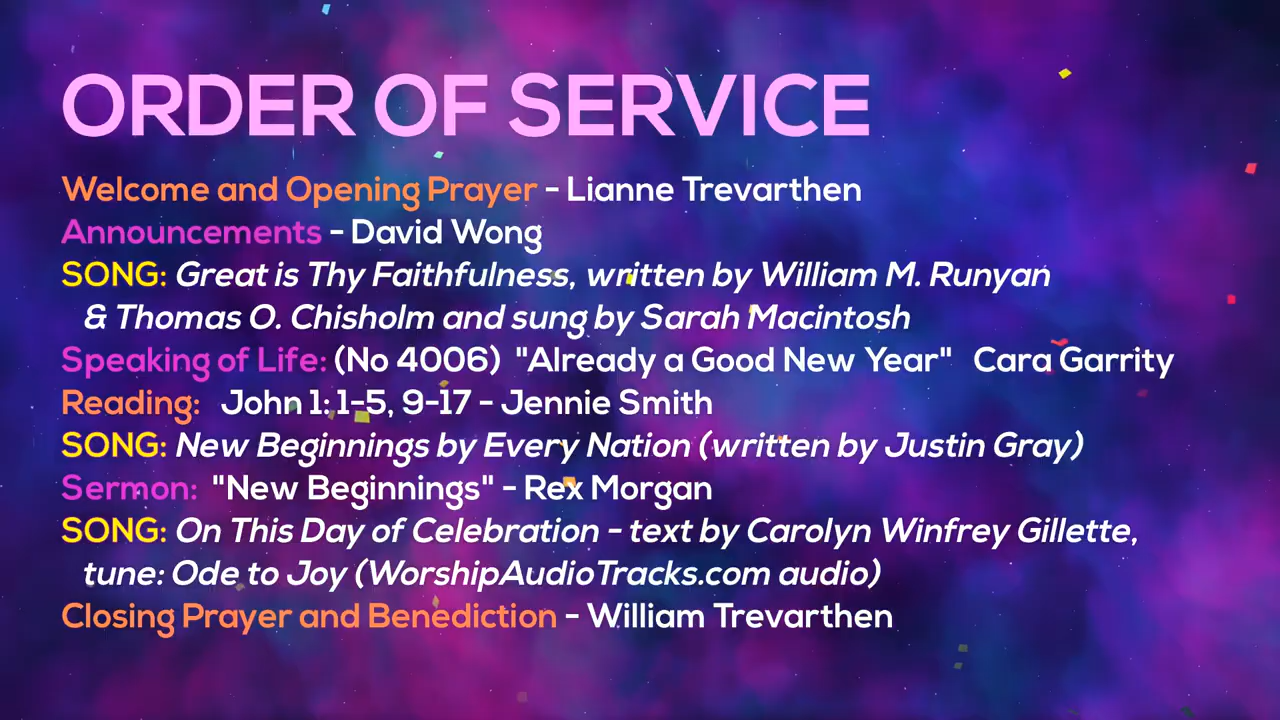 ORDER OF SERVICE
Welcome and Opening Prayer - Lianne Trevarthen
Announcements - David Wong
SONG: Great is Thy Faithfulness, written by William M. Runyan
& Thomas O. Chisholm and sung by Sarah Macintosh
Speaking of Life: (No 4006) "Already a Good New Year" Cara Garrity
Reading: John 1:1-5, 9-17 - Jennie Smith
SONG: New Beginnings by Every Nation (written by Justin Gray)
Sermon: "New Beginnings" - Rex Morgan
SONG: On This Day of Celebration - text by Carolyn Winfrey Gillette,
tune: Ode to Joy (WorshipAudioTracks.com audio)
Closing Prayer and Benediction - William Trevarthen